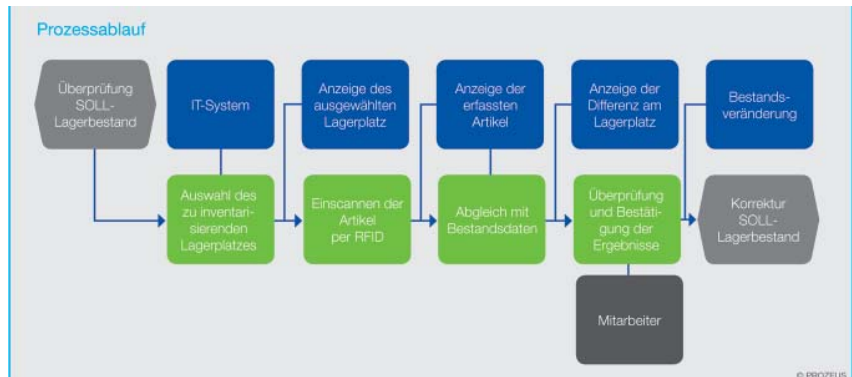 Prozessablauf
Überprüfung
SOLL-
Lagerbestand
IT-System
Anzeige des
ausgewählten
Lagerplatz
Anzeige der
erfassten
Artikel
Anzeige der
Differenz am
Lagerplatz
Bestands-
veränderung
Auswahl des
zu inventari-
sierenden
Lagerplatzes
Einscannen der
Artikel
per RFID
Abgleich mit
Bestandsdaten
Überprüfung
und Bestäti-
gung der
Ergebnisse
Korrektur
SOLL-
Lagerbestand
Mitarbeiter
© PROZEUS